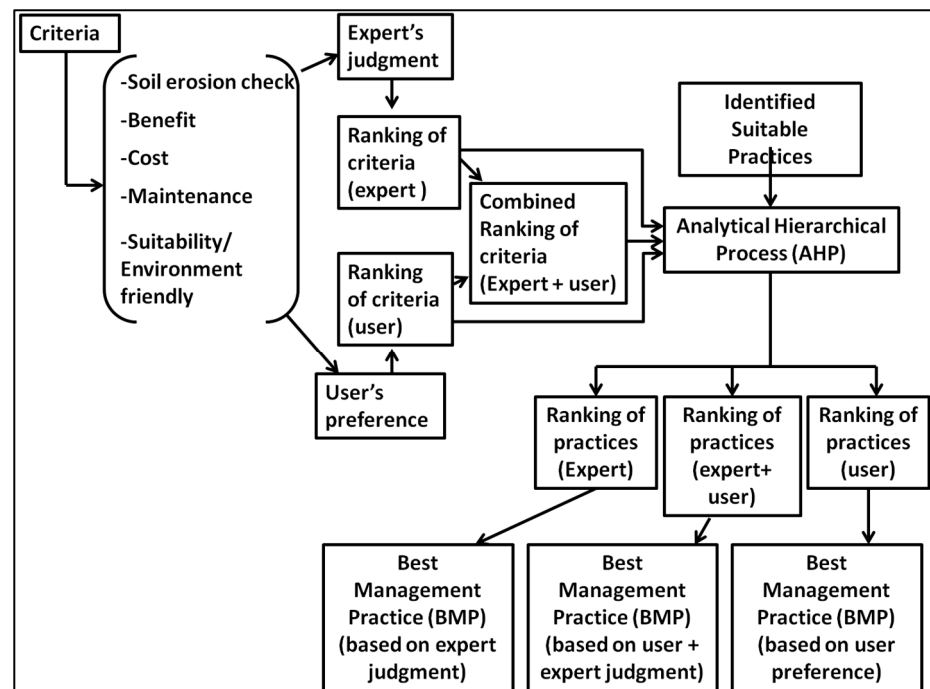 Criteria
-Soil erosion check
-Benefit
-Cost
-Maintenance
-Suitability/
Environment
friendly
Expert's
judgment
Ranking of
criteria
(expert )
Combined
Ranking of
criteria
(Expert + user)
Ranking
of criteria
(user)
User's
preference
Identified
Suitable
Practices
Analytical Hierarchical
Process (AHP)
Ranking of
practices
(Expert)
Ranking of
practices
(expert+
user)
Ranking of
practices
(user)
Best
Management
Practice (BMP)
(based on expert
judgment)
Best
Management
Practice (BMP)
(based on user +
expert judgment)
Best
Management
Practice (BMP)
(based on user
preference)